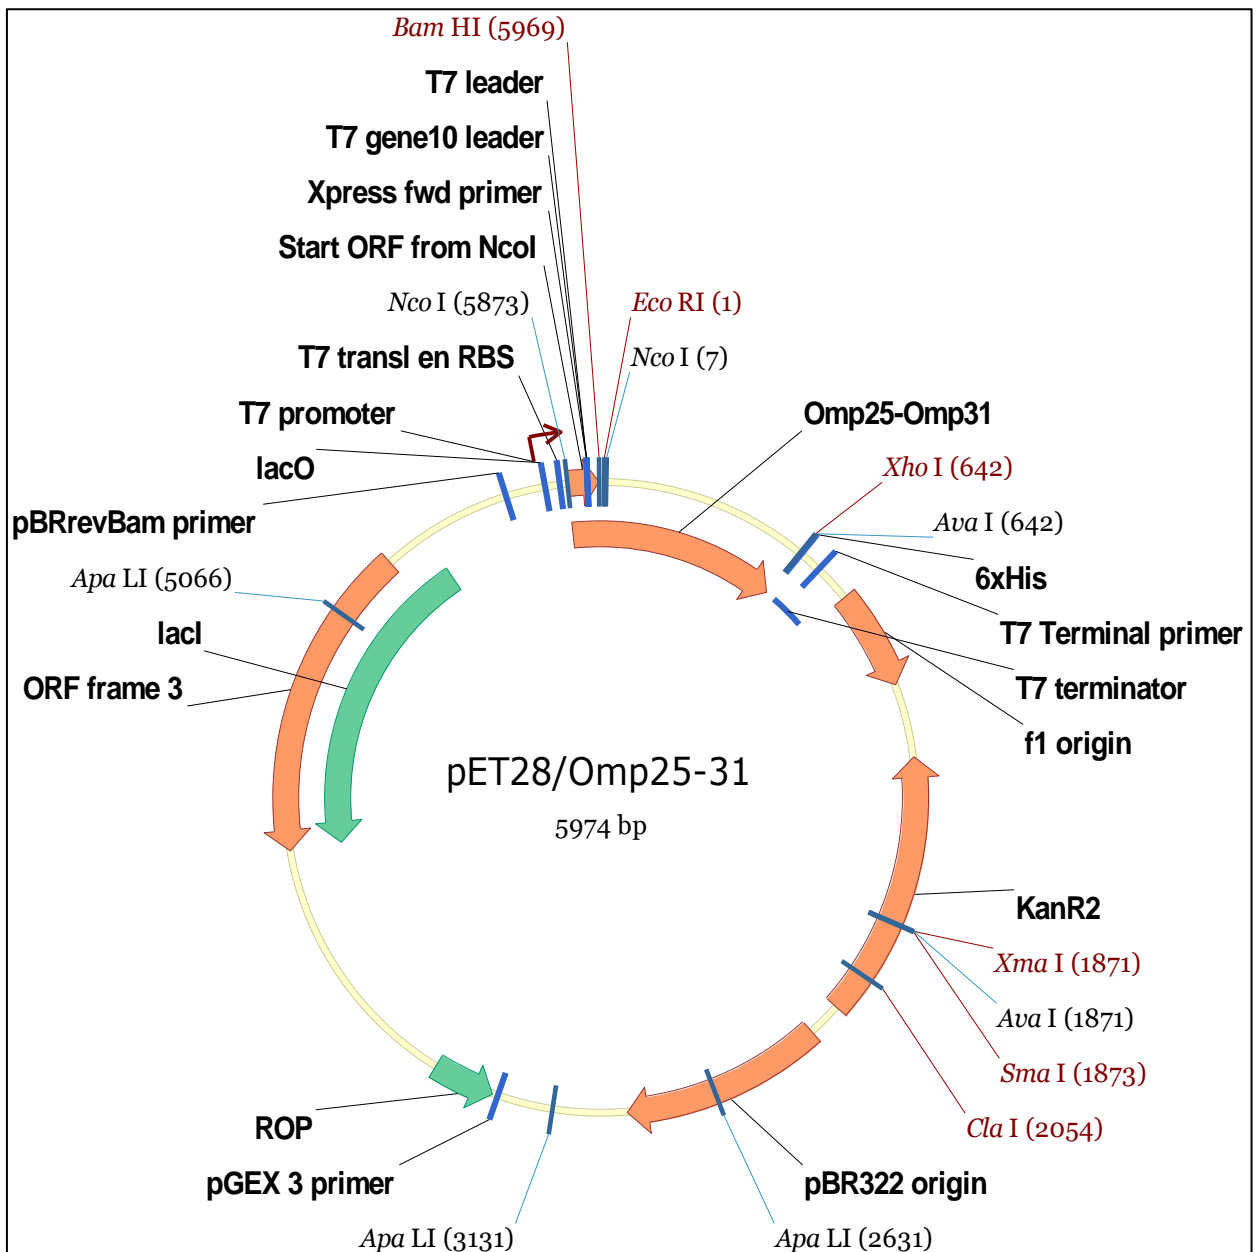 Bam HI (5969)
T7 leader
T7 gene10 leader
Xpress fwd primer
Start ORF from NcoI
Nco I (5873)
Eco RI (1)
T7 transl en RBS
Nco I (7)
T7 promoter
Omp25-Omp31
lacO
Xho I (642)
pBRrevBam primer
Ava I (642)
Apa LI (5066)
6xHis
lacI
T7 Terminal primer
ORF frame 3
T7 terminator
f1 origin
pET28/Omp25-31
5974 bp
KanR2
Xma I (1871)
Ava I (1871)
Sma I (1873)
ROP
Cla I (2054)
pGEX 3 primer
pBR322 origin
Apa LI (3131)
Apa LI (2631)